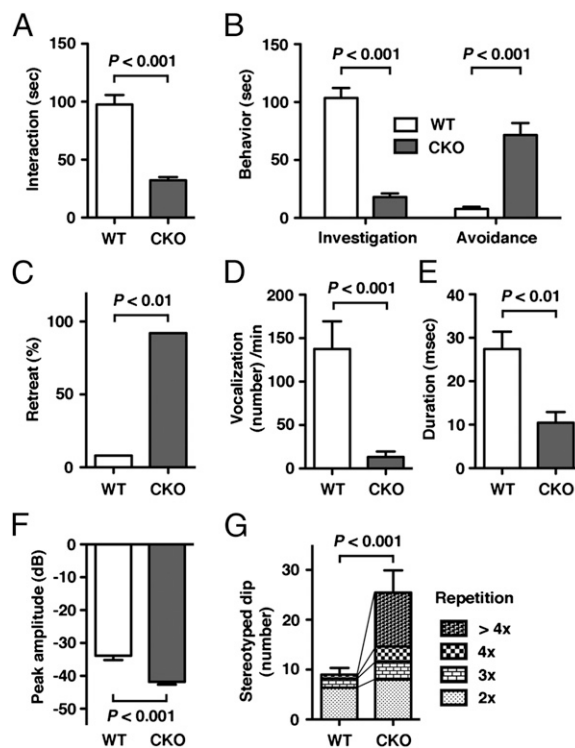 A
P < 0.001
150
100
50
0
Interaction (sec)
WT
CKO
B
P < 0.001
P < 0.001
150
100
50
0
Behavior (sec)
WT
CKO
Investigation
Avoidance
C
P < 0.01
100
50
0
Retreat (%)
WT
CKO
D
P < 0.001
200
150
100
50
0
Vocalization
(number) /min
WT
CKO
E
P < 0.01
40
30
20
10
0
Duration (msec)
WT
CKO
F
0
-10
-20
-30
-40
-50
Peak amplitude (dB)
P < 0.001
WT
CKO
G
P < 0.001
30
20
10
0
Stereotyped dip
(number)
WT
CKO
Repetition
> 4x
4x
3x
2x